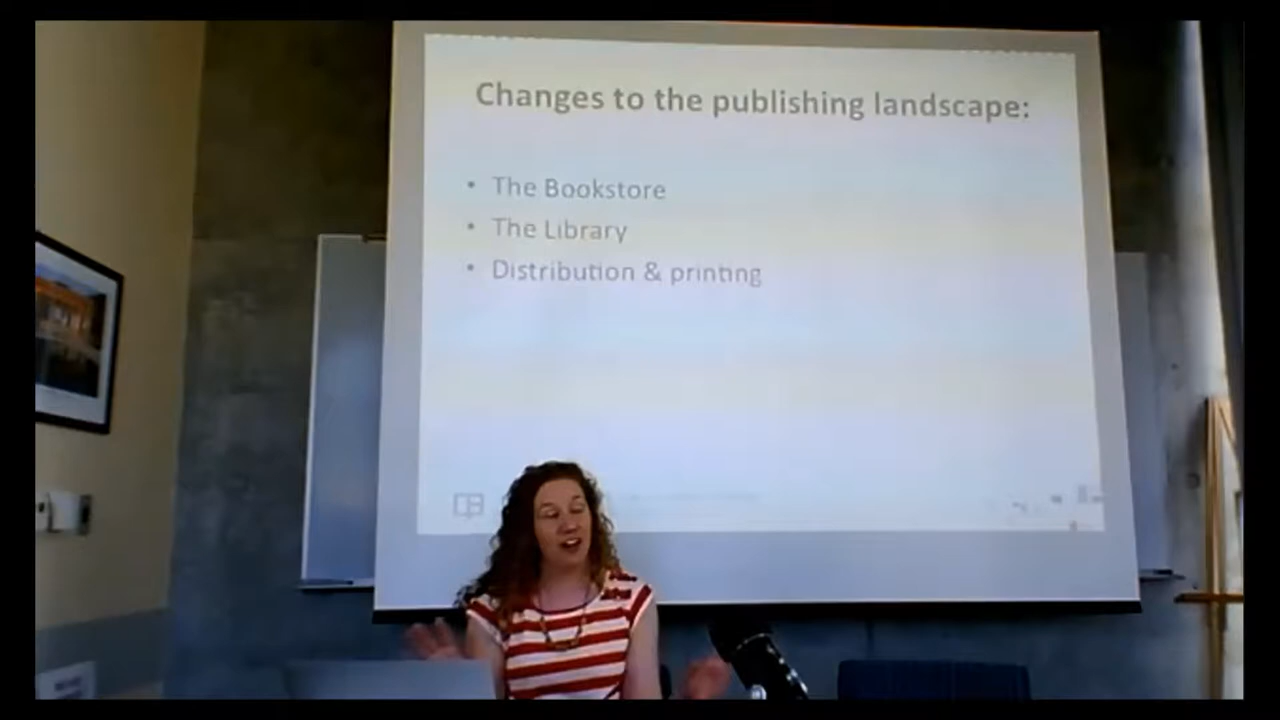 Changes to the publishing landscape:
• The Bookstore
• The Library
• Distribution & printing